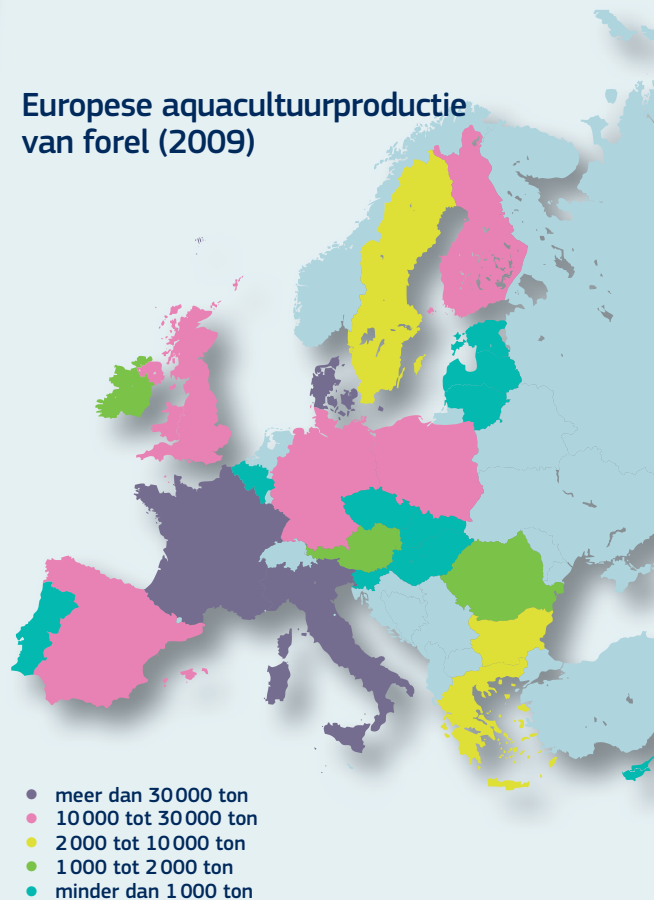 Europese aquacultuurproductie
van forel (2009)
meer dan 30 000 ton
10 000 tot 30 000 ton
2 000 tot 10 000 ton
1 000 tot 2 000 ton
minder dan 1 000 ton